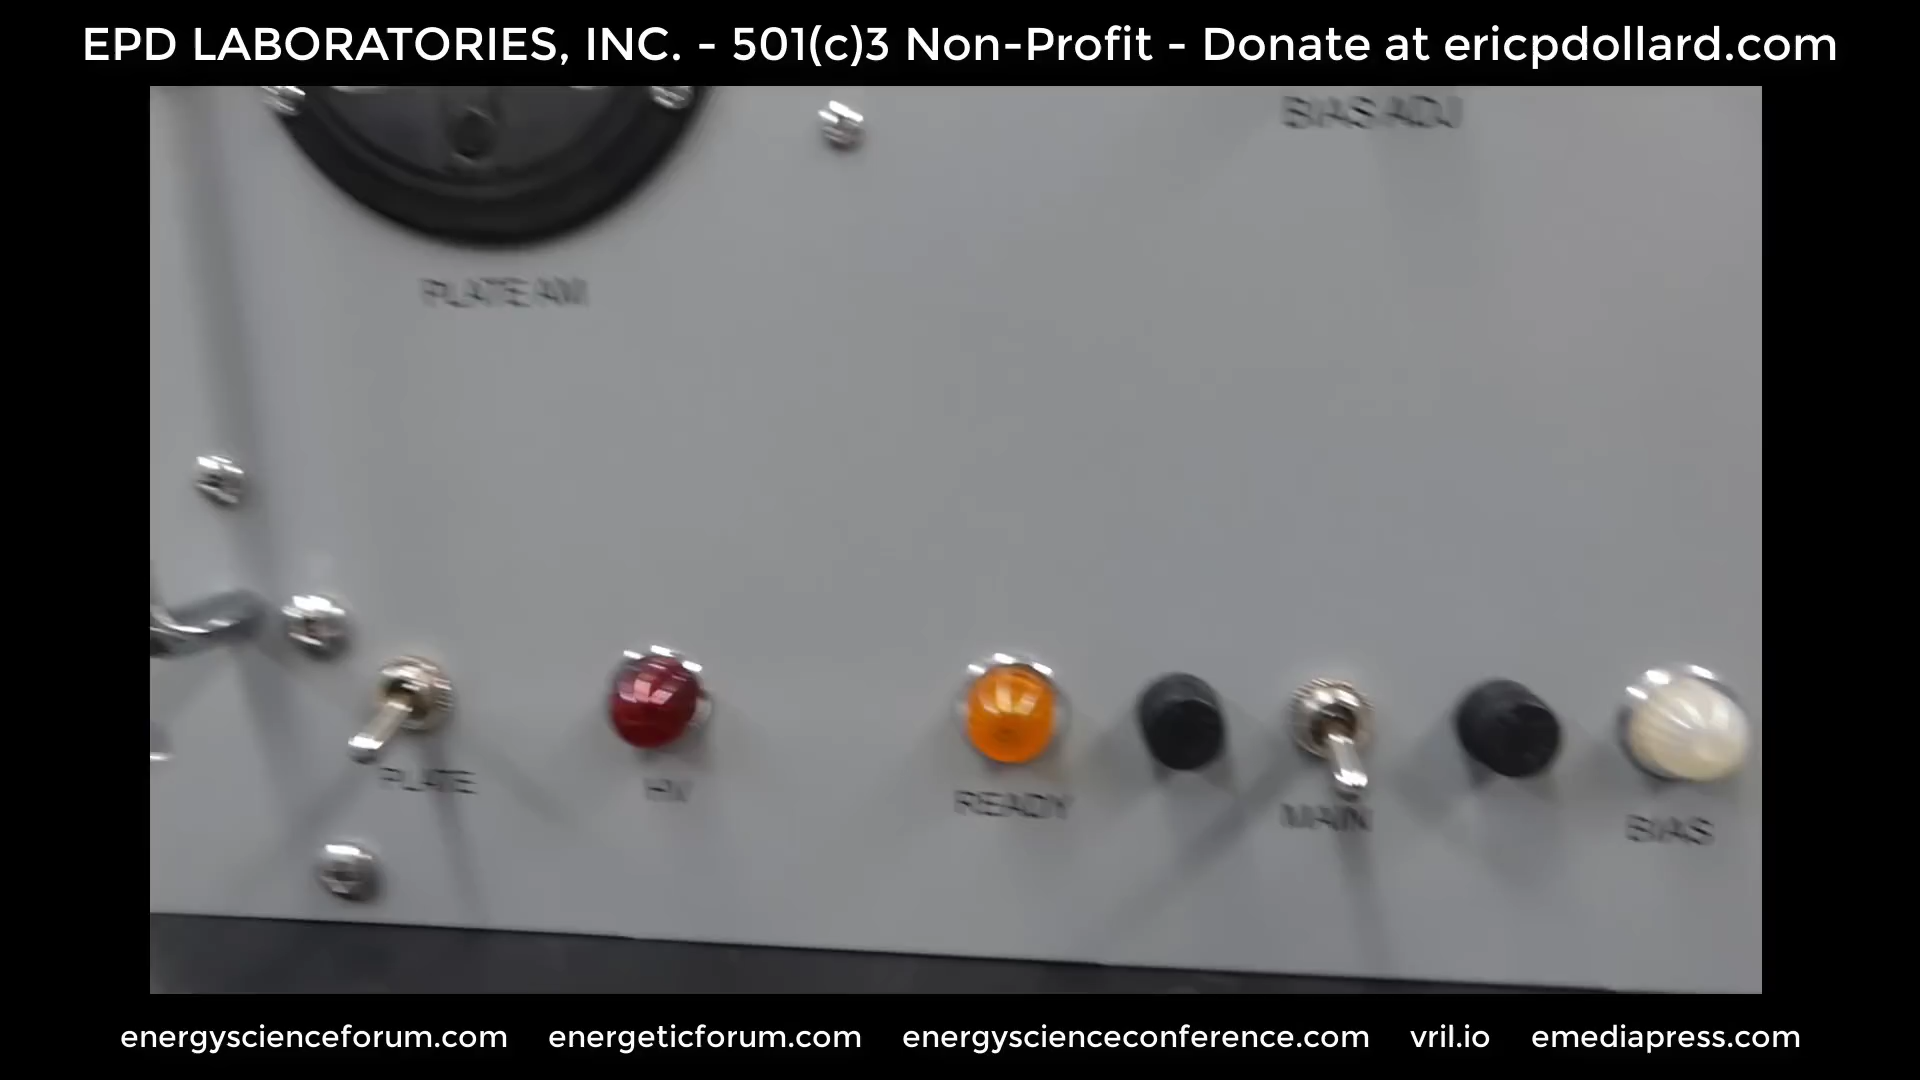 EPD LABORATORIES, INC. - 501(c)3 Non-Profit - Donate at ericpdollard.com
BIAS ADJ
PLATE AM
PLATE
HV
READY
MAIN
BIAS
energyscienceforum.com energeticforum.com energyscienceconference.com vril.io emediapress.com